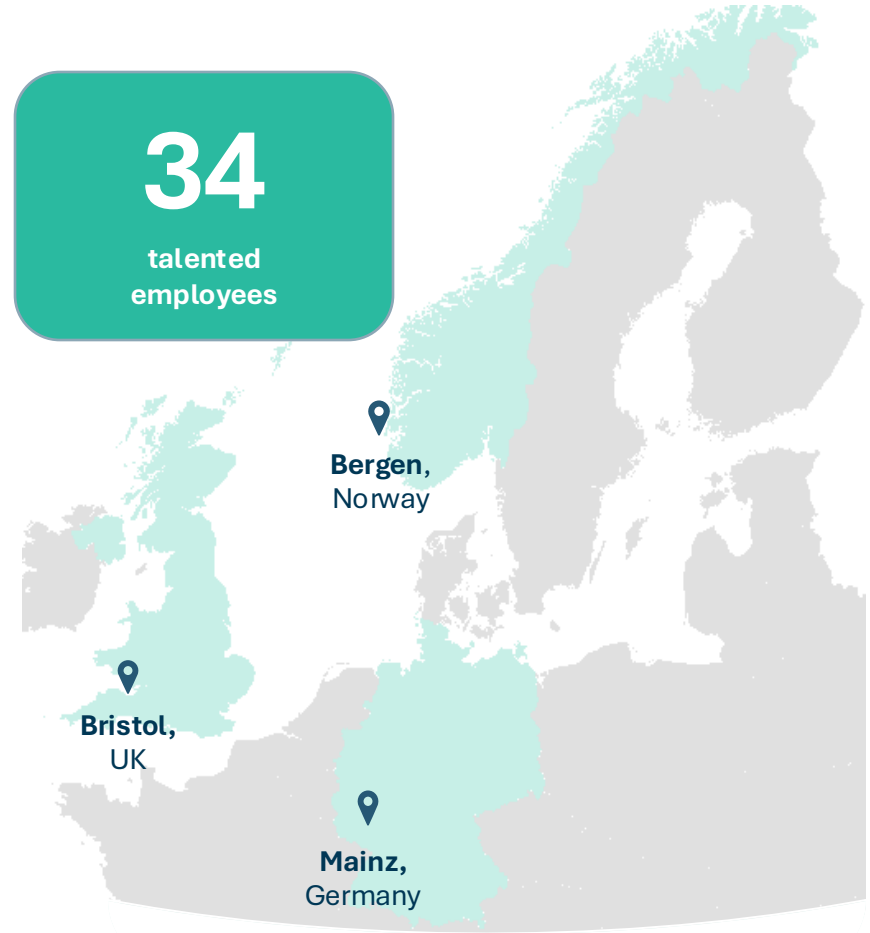 34
talented
employees
Bergen,
Norway
Bristol,
UK
Mainz,
Germany